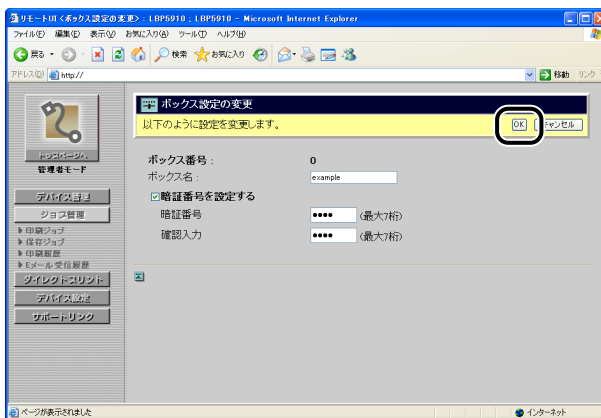 リモートUI <ボックス設定の変更> : LBP5910 ; LBP5910 - Microsoft Internet Explorer
ファイル(F) 編集(E) 表示(V) お気に入り(A) ツール(T) ヘルプ(H)
戻る 検索 お気に入り
アドレス(D) http:// 移動 リンク
ボックス設定の変更
以下のように設定を変更します。 OK キャンセル
トップページへ
管理者モード
デバイス管理
ジョブ管理
印刷ジョブ
保存ジョブ
印刷履歴
Eメール受信履歴
ダイレクトプリント
デバイス設定
サポートリンク
ボックス番号 : 0
ボックス名 : example
暗証番号を設定する
暗証番号 •••• (最大7桁)
確認入力 •••• (最大7桁)
ページが表示されました インターネット